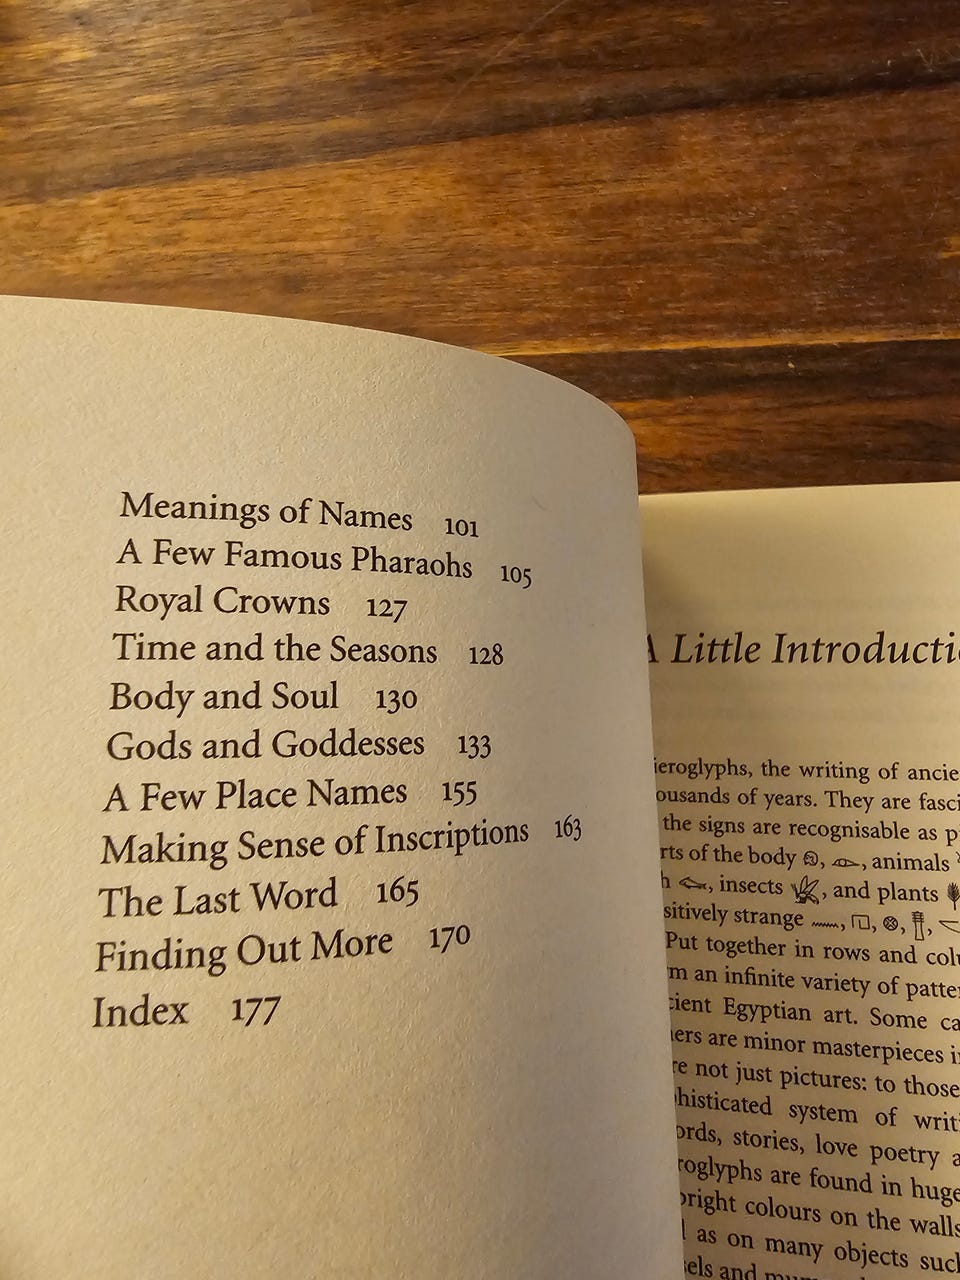 Meanings of Names 101
A Few Famous Pharaohs 105
Royal Crowns 127
Time and the Seasons 128
Body and Soul 130
Gods and Goddesses 133
A Few Place Names 155
Making Sense of Inscriptions 163
The Last Word 165
Finding Out More 170
Index 177
A Little Introducti
ieroglyphs, the writing of ancie
ousands of years. They are fasci
the signs are recognisable as p
rts of the body , , animals
h , insects , and plants
sitively strange , , , ,
Put together in rows and colu
m an infinite variety of patte
cient Egyptian art. Some ca
ers are minor masterpieces i
re not just pictures: to those
histicated system of writ
ords, stories, love poetry a
roglyphs are found in huge
bright colours on the walls
as on many objects suc
sels and